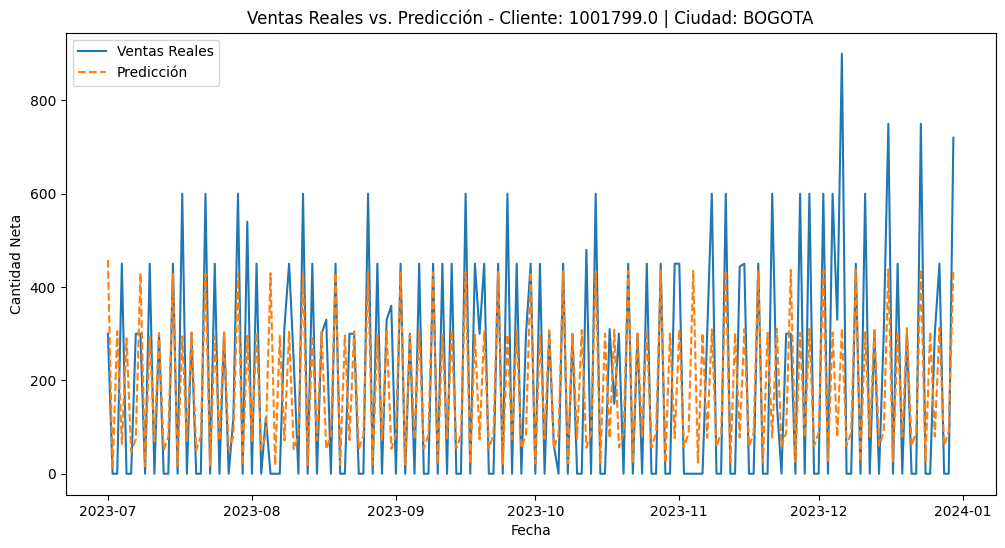 Ventas Reales vs. Predicción - Cliente: 1001799.0 | Ciudad: BOGOTA
Ventas Reales
Predicción
Cantidad Neta
800
600
400
200
0
2023-07
2023-08
2023-09
2023-10
2023-11
2023-12
2024-01
Fecha